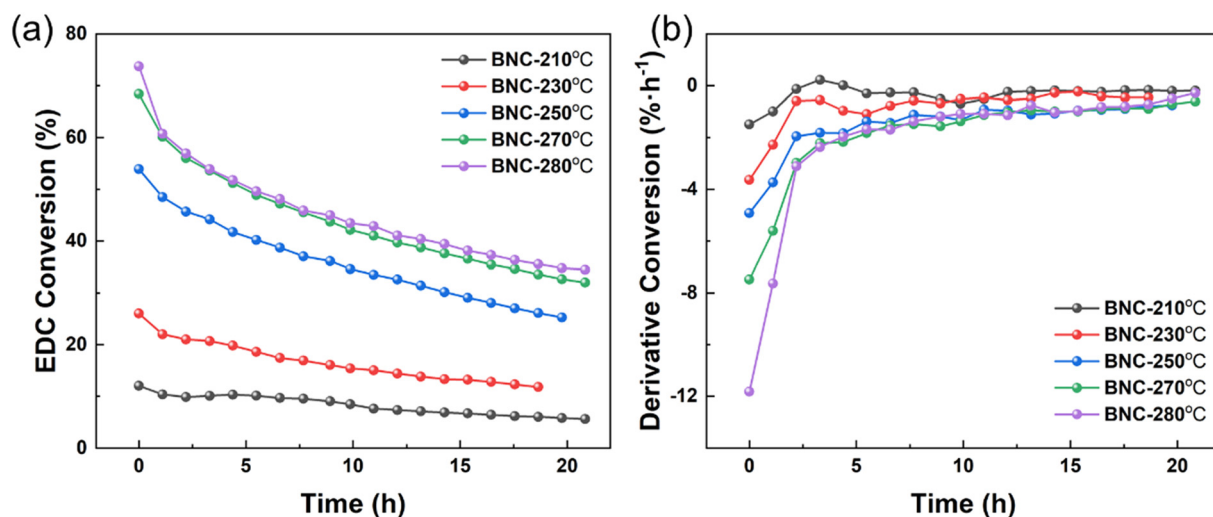 (a)
EDC Conversion (%)
80
60
40
20
0
BNC-210°C
BNC-230°C
BNC-250°C
BNC-270°C
BNC-280°C
0 5 10 15 20
Time (h)
(b)
Derivative Conversion (%·h⁻¹)
0
-4
-8
-12
BNC-210°C
BNC-230°C
BNC-250°C
BNC-270°C
BNC-280°C
0 5 10 15 20
Time (h)